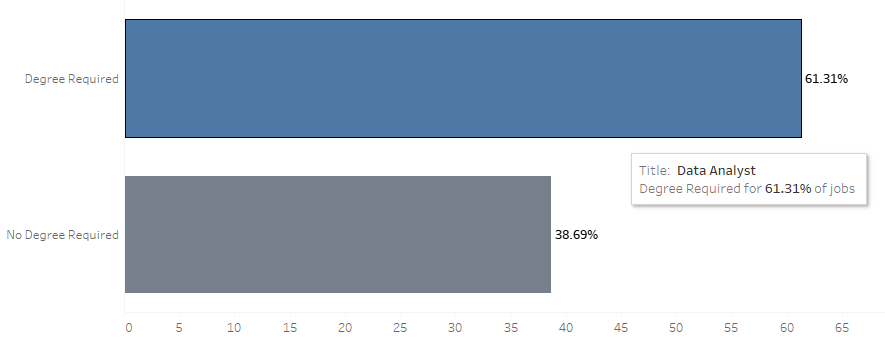 Degree Required
61.31%
Title: Data Analyst
Degree Required for 61.31% of jobs
No Degree Required
38.69%
0 5 10 15 20 25 30 35 40 45 50 55 60 65